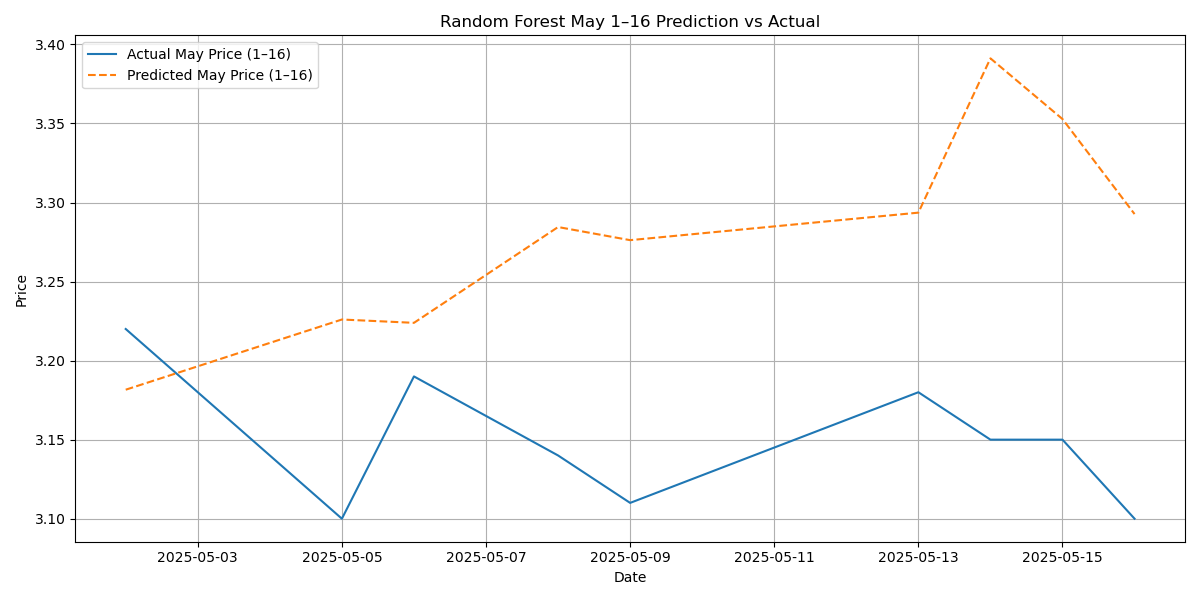 Random Forest May 1–16 Prediction vs Actual
Actual May Price (1–16)
Predicted May Price (1–16)
3.40
3.35
3.30
3.25
3.20
3.15
3.10
Price
2025-05-03
2025-05-05
2025-05-07
2025-05-09
2025-05-11
2025-05-13
2025-05-15
Date